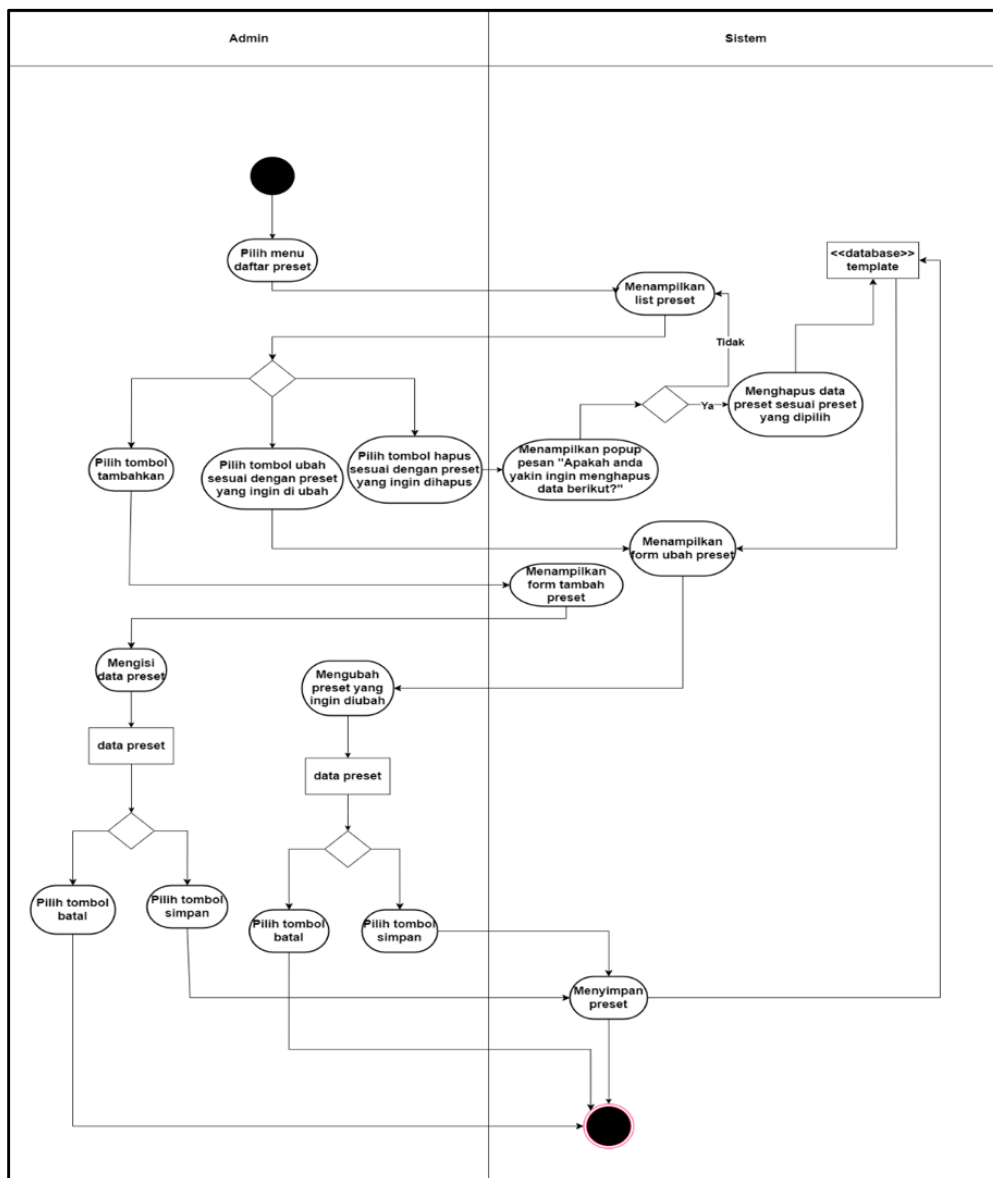 Admin
Sistem
Pilih menu
daftar preset
Menampilkan
list preset
<<database>>
template
Tidak
Ya
Menghapus data
preset sesuai preset
yang dipilih
Pilih tombol
tambahkan
Pilih tombol ubah
sesuai dengan preset
yang ingin di ubah
Pilih tombol hapus
sesuai dengan preset
yang ingin dihapus
Menampilkan popup
pesan "Apakah anda
yakin ingin menghapus
data berikut?"
Menampilkan
form ubah preset
Menampilkan
form tambah
preset
Mengisi
data preset
Mengubah
preset yang
ingin diubah
data preset
data preset
Pilih tombol
batal
Pilih tombol
simpan
Pilih tombol
batal
Pilih tombol
simpan
Menyimpan
preset